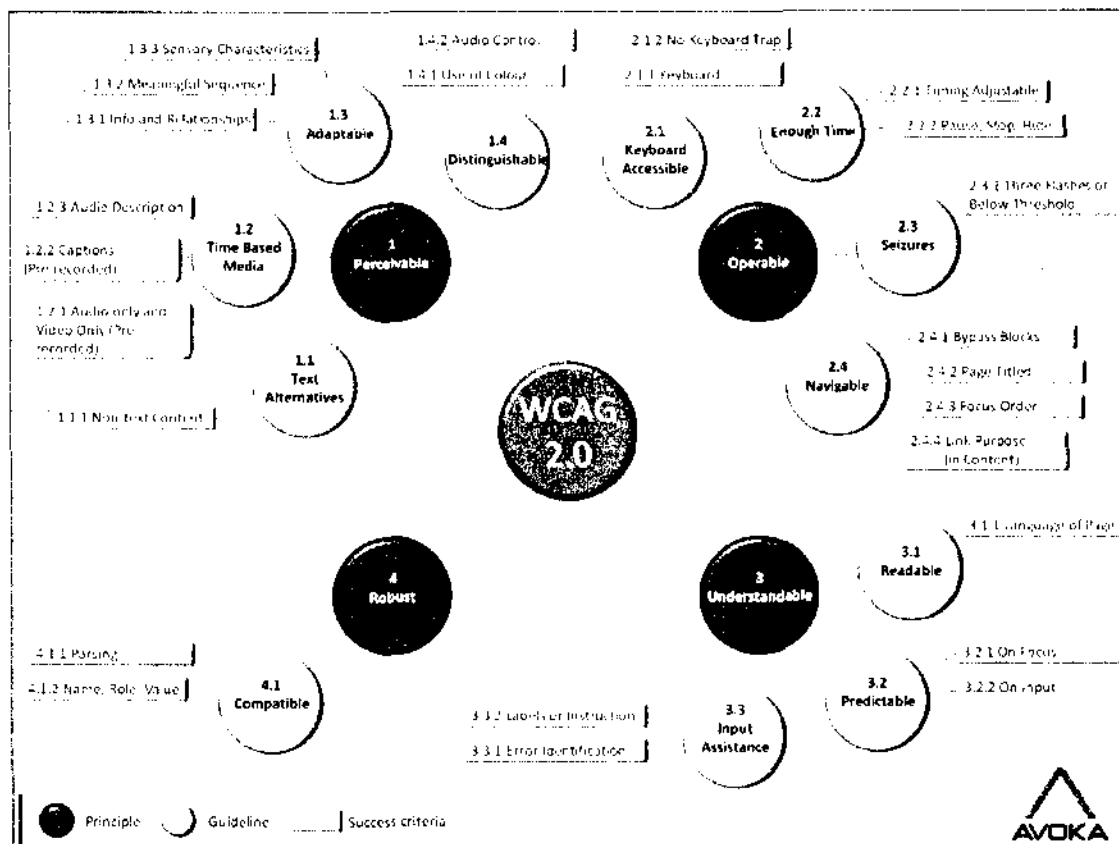 1.3.3 Sensory Characteristics
1.3.2 Meaningful Sequence
1.3.1 Info and Relationships
1.3
Adaptable
1.4.2 Audio Control
1.4.1 Use of Colour
1.4
Distinguishable
2.1.2 No Keyboard Trap
2.1.1 Keyboard
2.1
Keyboard
Accessible
2.2
Enough Time
2.2.1 Timing Adjustable
2.2.2 Pause, Stop, Hide
1.2.3 Audio Description
1.2.2 Captions
(Pre recorded)
1.2.1 Audio only and
Video Only (Pre
recorded)
1.2
Time Based
Media
1
Perceivable
2
Operable
2.3
Seizures
Three Flashes or
Below Threshold
1.1
Text
Alternatives
1.1.1 Non text Content
WCAG
2.0
2.4
Navigable
2.4.1 Bypass Blocks
2.4.2 Page Titled
2.4.3 Focus Order
2.4.4 Link Purpose
(in Content)
4
Robust
3
Understandable
3.1
Readable
3.1.1 Language of Page
4.1.1 Parsing
4.1.2 Name, Role, Value
4.1
Compatible
3.3.2 Labels or Instruction
3.3.1 Error Identification
3.3
Input
Assistance
3.2
Predictable
3.2.1 On Focus
3.2.2 On Input
Principle
Guideline
Success criteria
AVOKA